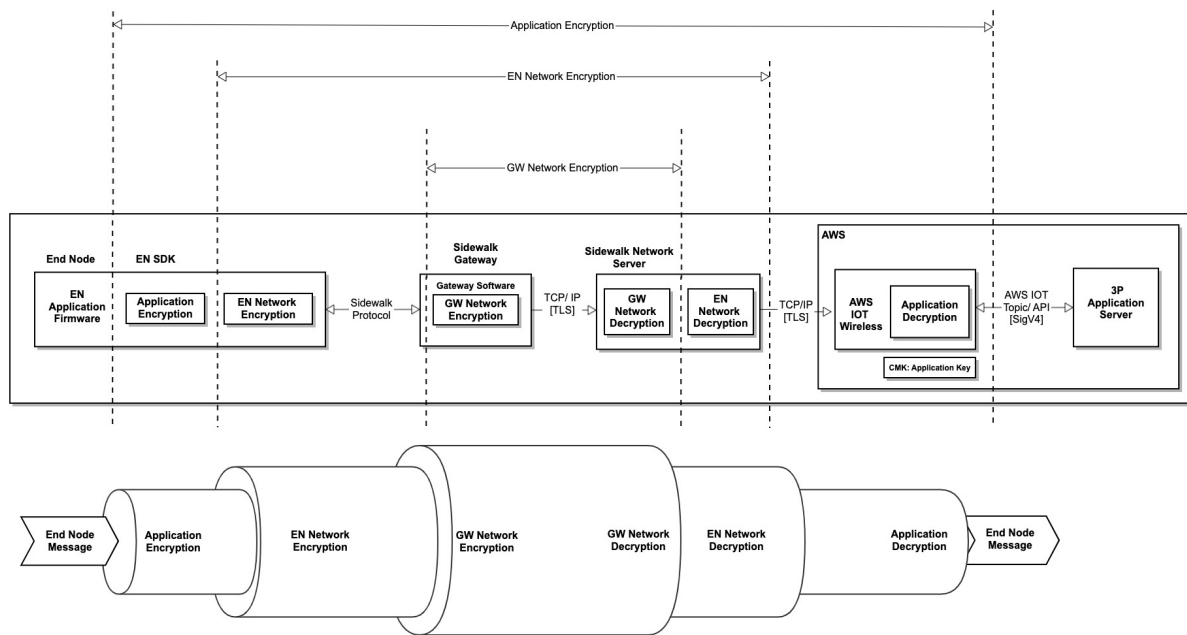 Application Encryption
EN Network Encryption
GW Network Encryption
AWS
End Node
EN SDK
Sidewalk
Gateway
Sidewalk Network
Server
EN
Application
Firmware
Application
Encryption
EN Network
Encryption
Sidewalk
Protocol
Gateway Software
GW Network
Encryption
TCP/ IP
[TLS]
GW
Network
Decryption
EN
Network
Decryption
TCP/IP
[TLS]
AWS
IOT
Wireless
Application
Decryption
CMK: Application Key
AWS IOT
Topic/ API
[SigV4]
3P
Application
Server
End Node
Message
Application
Encryption
EN Network
Encryption
GW Network
Encryption
GW Network
Decryption
EN Network
Decryption
Application
Decryption
End Node
Message